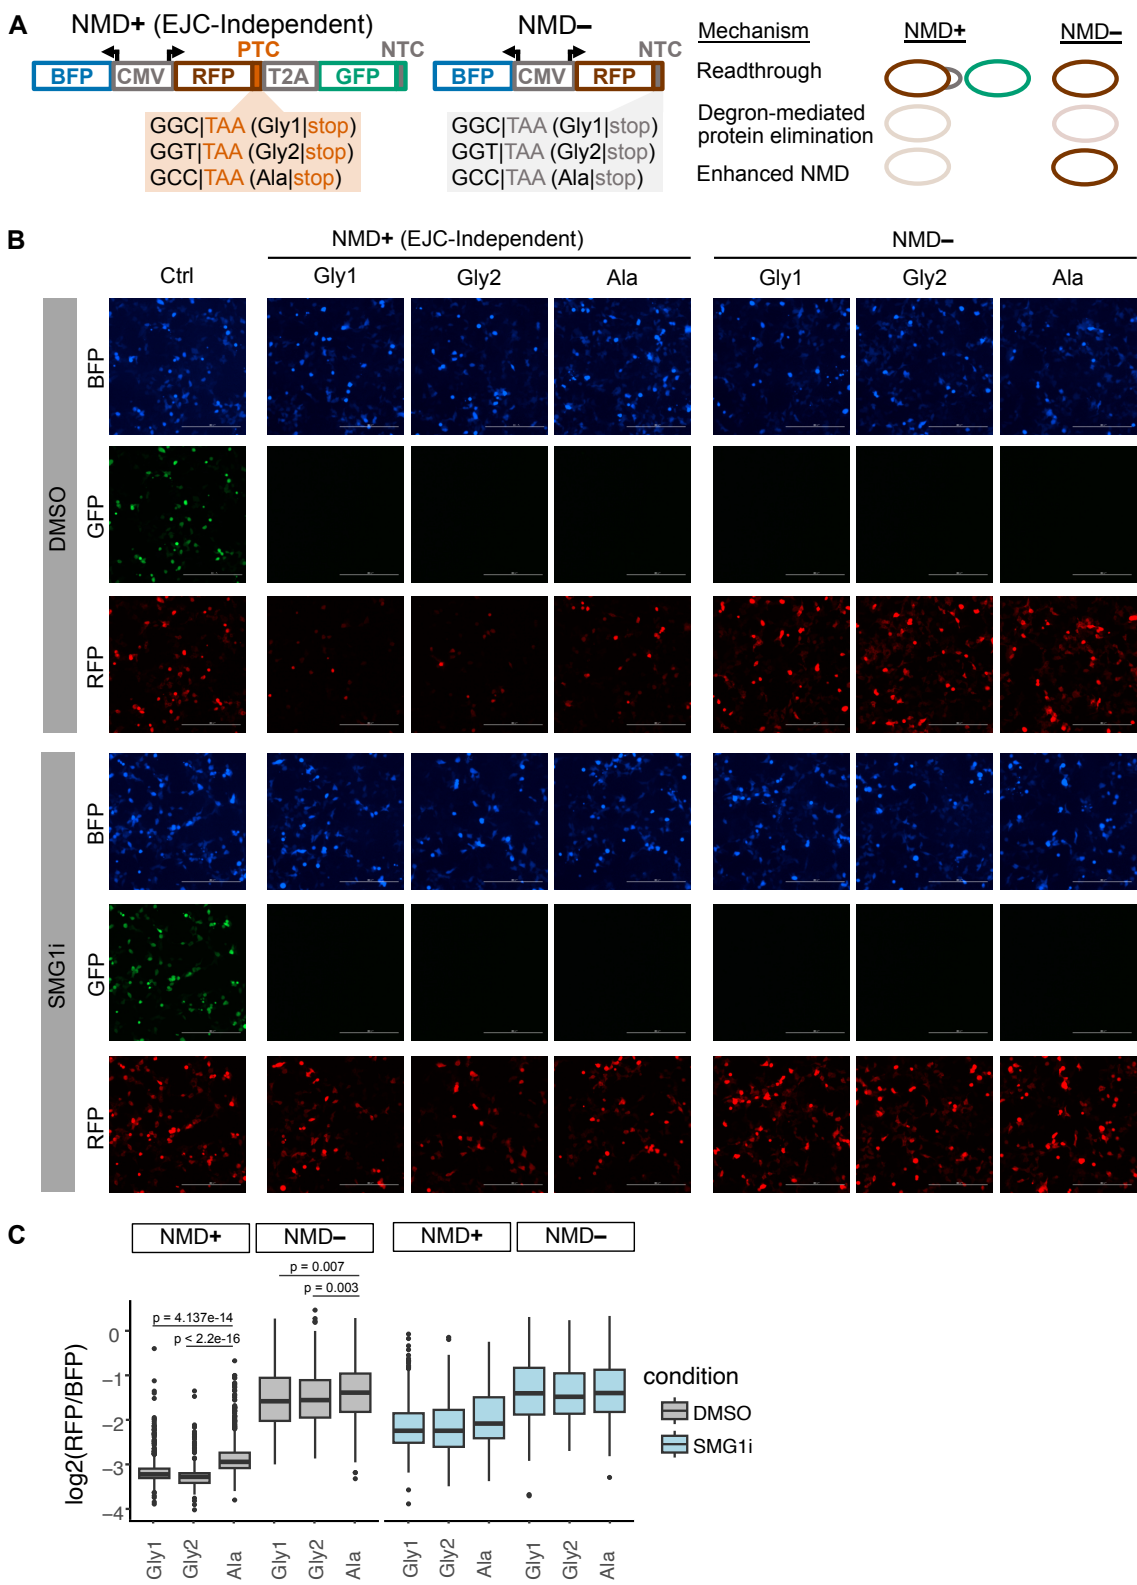 A
NMD+ (EJC-Independent)
PTC
NTC
BFP
CMV
RFP
T2A
GFP
GGC|TAA (Gly1|stop)
GGT|TAA (Gly2|stop)
GCC|TAA (Ala|stop)
NMD−
NTC
BFP
CMV
RFP
GGC|TAA (Gly1|stop)
GGT|TAA (Gly2|stop)
GCC|TAA (Ala|stop)
Mechanism NMD+ NMD−
Readthrough
Degron-mediated
protein elimination
Enhanced NMD
B
NMD+ (EJC-Independent) NMD−
Ctrl Gly1 Gly2 Ala Gly1 Gly2 Ala
DMSO
BFP
GFP
RFP
SMG1i
BFP
GFP
RFP
C
NMD+ NMD− NMD+ NMD−
p = 0.007
p = 0.003
p = 4.137e-14
p < 2.2e-16
log2(RFP/BFP)
0
−1
−2
−3
−4
Gly1 Gly2 Ala Gly1 Gly2 Ala Gly1 Gly2 Ala Gly1 Gly2 Ala
condition
DMSO
SMG1i